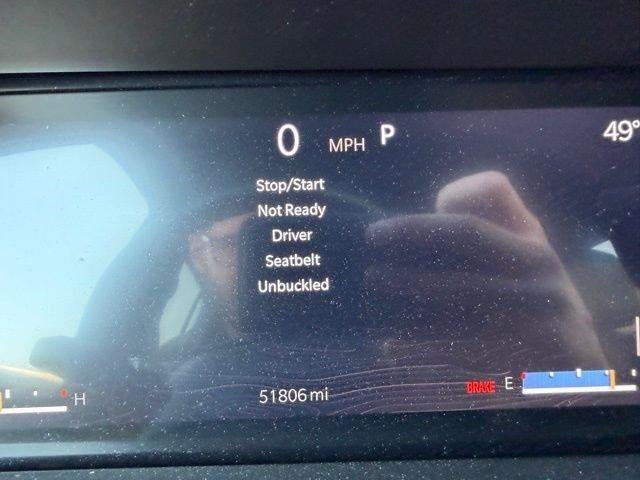 0 MPH P 49°
Stop/Start
Not Ready
Driver
Seatbelt
Unbuckled
51806 mi
BRAKE E
H